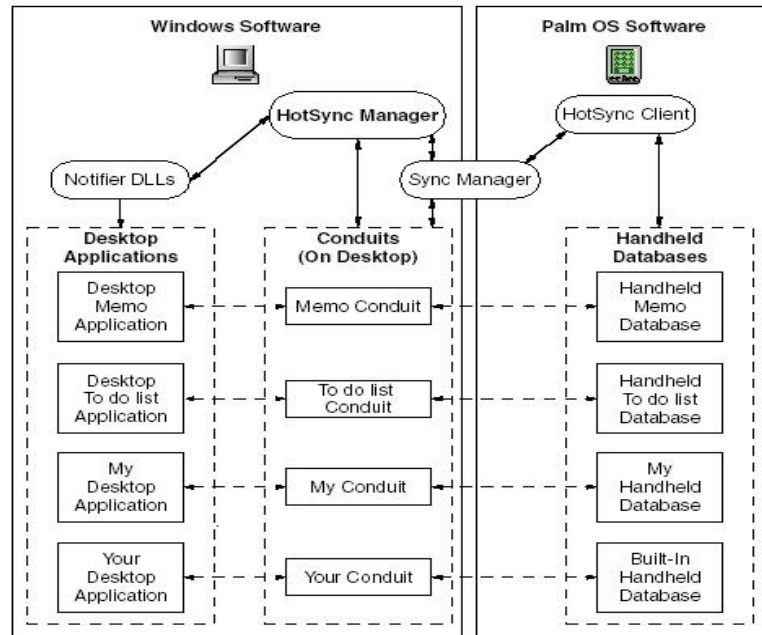 Windows Software
Palm OS Software
HotSync Manager
HotSync Client
Notifier DLLs
Sync Manager
Desktop
Applications
Conduits
(On Desktop)
Handheld
Databases
Desktop
Memo
Application
Memo Conduit
Handheld
Memo
Database
Desktop
To do list
Application
To do list
Conduit
Handheld
To do list
Database
My
Desktop
Application
My Conduit
My
Handheld
Database
Your
Desktop
Application
Your Conduit
Built-In
Handheld
Database